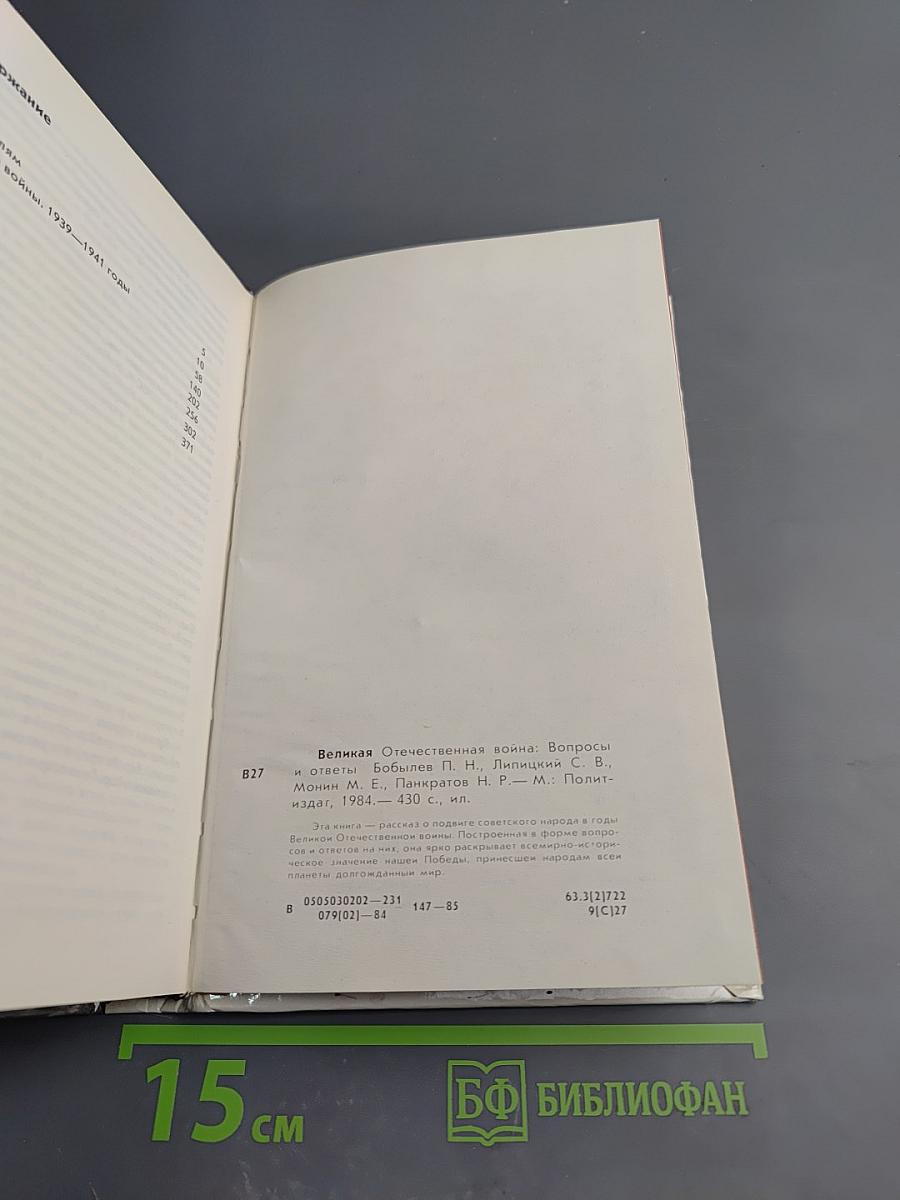 войны. 1939—1941 годы
5
10
58
140
202
256
302
371
Великая Отечественная война: Вопросы
В27 и ответы Бобылев П. Н., Липицкий С. В.,
Монин М. Е., Панкратов Н. Р.— М.: Полит-
издат, 1984.— 430 с., ил.
Эта книга — рассказ о подвиге советского народа в годы
Великой Отечественной войны. Построенная в форме вопро-
сов и ответов на них, она ярко раскрывает всемирно-истори-
ческое значение нашей Победы, принесшей народам всей
планеты долгожданный мир.
В 0505030202—231 147—85 63.3[2]722
079[02]—84 9[С]27
15 см
БФ БИБЛИОФАН